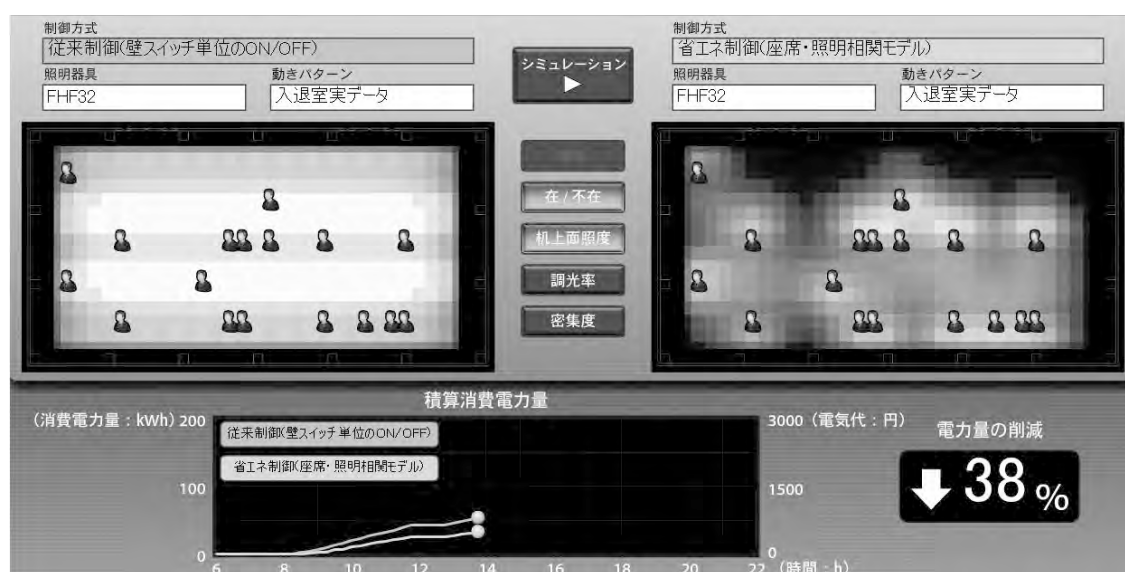 制御方式
従来制御(壁スイッチ単位のON/OFF)
照明器具
動きパターン
FHF32
入退室実データ
シミュレーション
制御方式
省エネ制御(座席・照明相関モデル)
照明器具
動きパターン
FHF32
入退室実データ
在/不在
机上面照度
調光率
密集度
積算消費電力量
(消費電力量:kWh) 200
100
0
従来制御(壁スイッチ単位のON/OFF)
省エネ制御(座席・照明相関モデル)
3000 (電気代:円)
1500
0
6 8 10 12 14 16 18 20 22 (時間:h)
電力量の削減
38 %